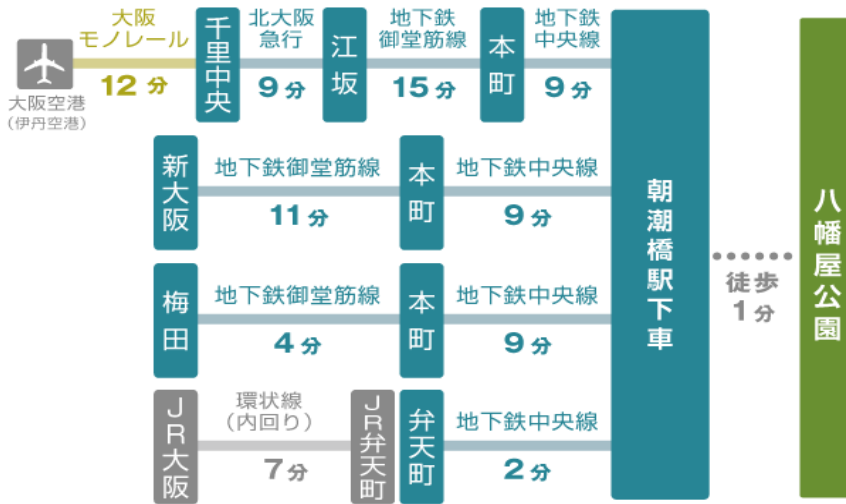 大阪
モノレール
12 分
大阪空港
(伊丹空港)
千里中央
北大阪
急行
9 分
江坂
地下鉄
御堂筋線
15 分
本町
地下鉄
中央線
9 分
新大阪
地下鉄御堂筋線
11 分
本町
地下鉄中央線
9 分
梅田
地下鉄御堂筋線
4 分
本町
地下鉄中央線
9 分
JR大阪
環状線
(内回り)
7 分
JR弁天町
弁天町
地下鉄中央線
2 分
朝潮橋駅下車
徒歩
1 分
八幡屋公園